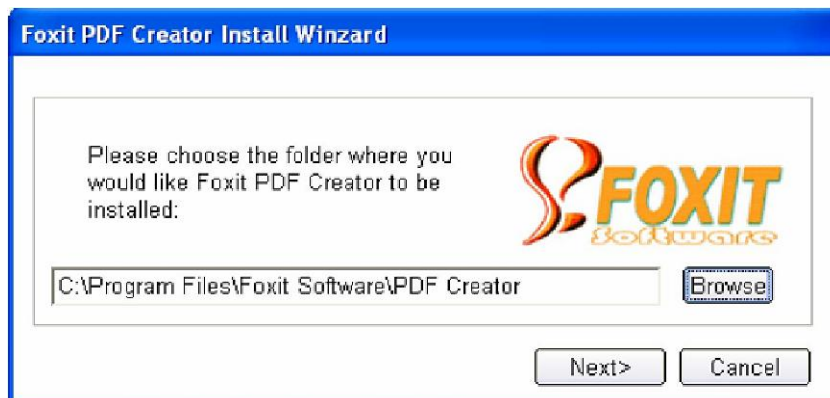 Foxit PDF Creator Install Winzard
Please choose the folder where you
would like Foxit PDF Creator to be
installed:
FOXIT
Software
C:\Program Files\Foxit Software\PDF Creator
Browse
Next>
Cancel